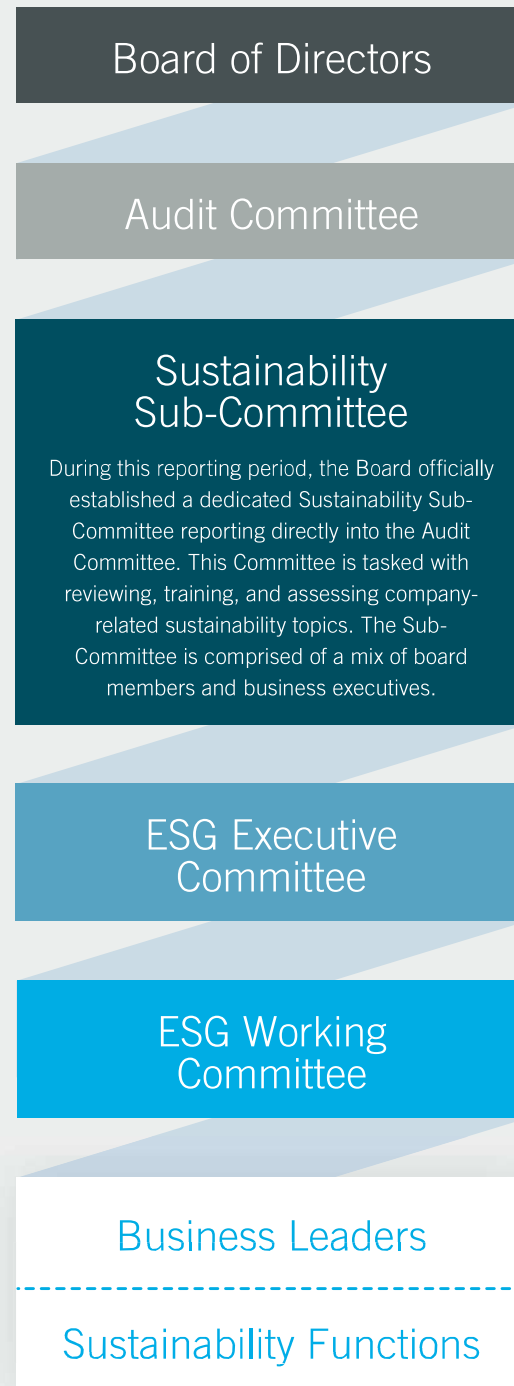 Board of Directors
Audit Committee
Sustainability
Sub-Committee
During this reporting period, the Board officially
established a dedicated Sustainability Sub-
Committee reporting directly into the Audit
Committee. This Committee is tasked with
reviewing, training, and assessing company-
related sustainability topics. The Sub-
Committee is comprised of a mix of board
members and business executives.
ESG Executive
Committee
ESG Working
Committee
Business Leaders
Sustainability Functions